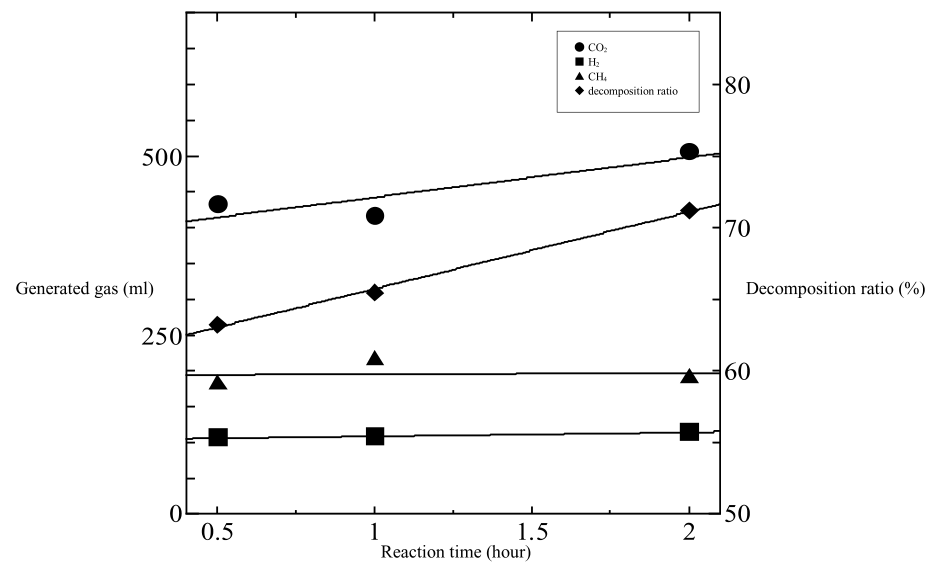 CO₂
H₂
CH₄
decomposition ratio
80
500
70
Generated gas (ml)
Decomposition ratio (%)
250
60
0
50
0.5
1
1.5
2
Reaction time (hour)